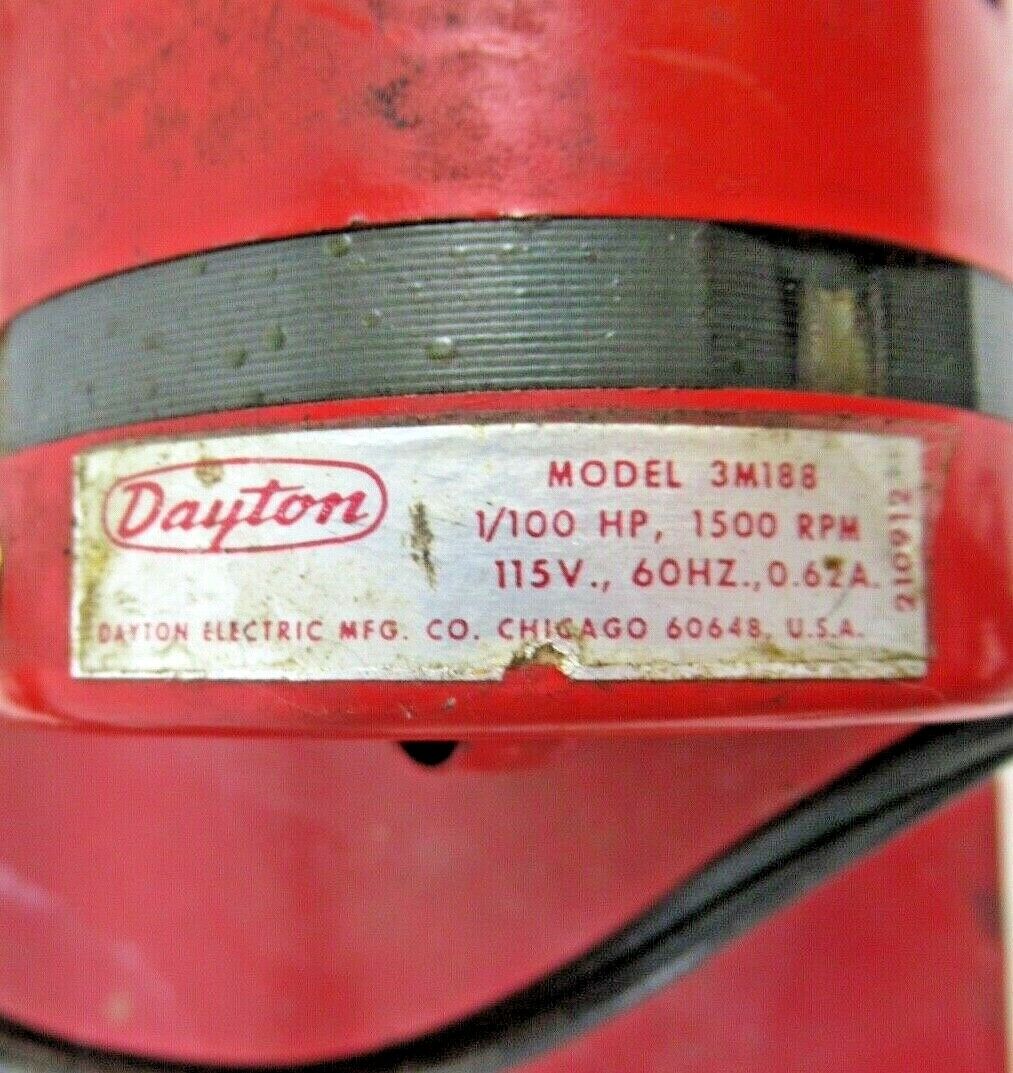 Dayton
MODEL 3M188
1/100 HP, 1500 RPM
115V., 60HZ., 0.62A.
DAYTON ELECTRIC MFG. CO. CHICAGO 60648, U.S.A.
210912